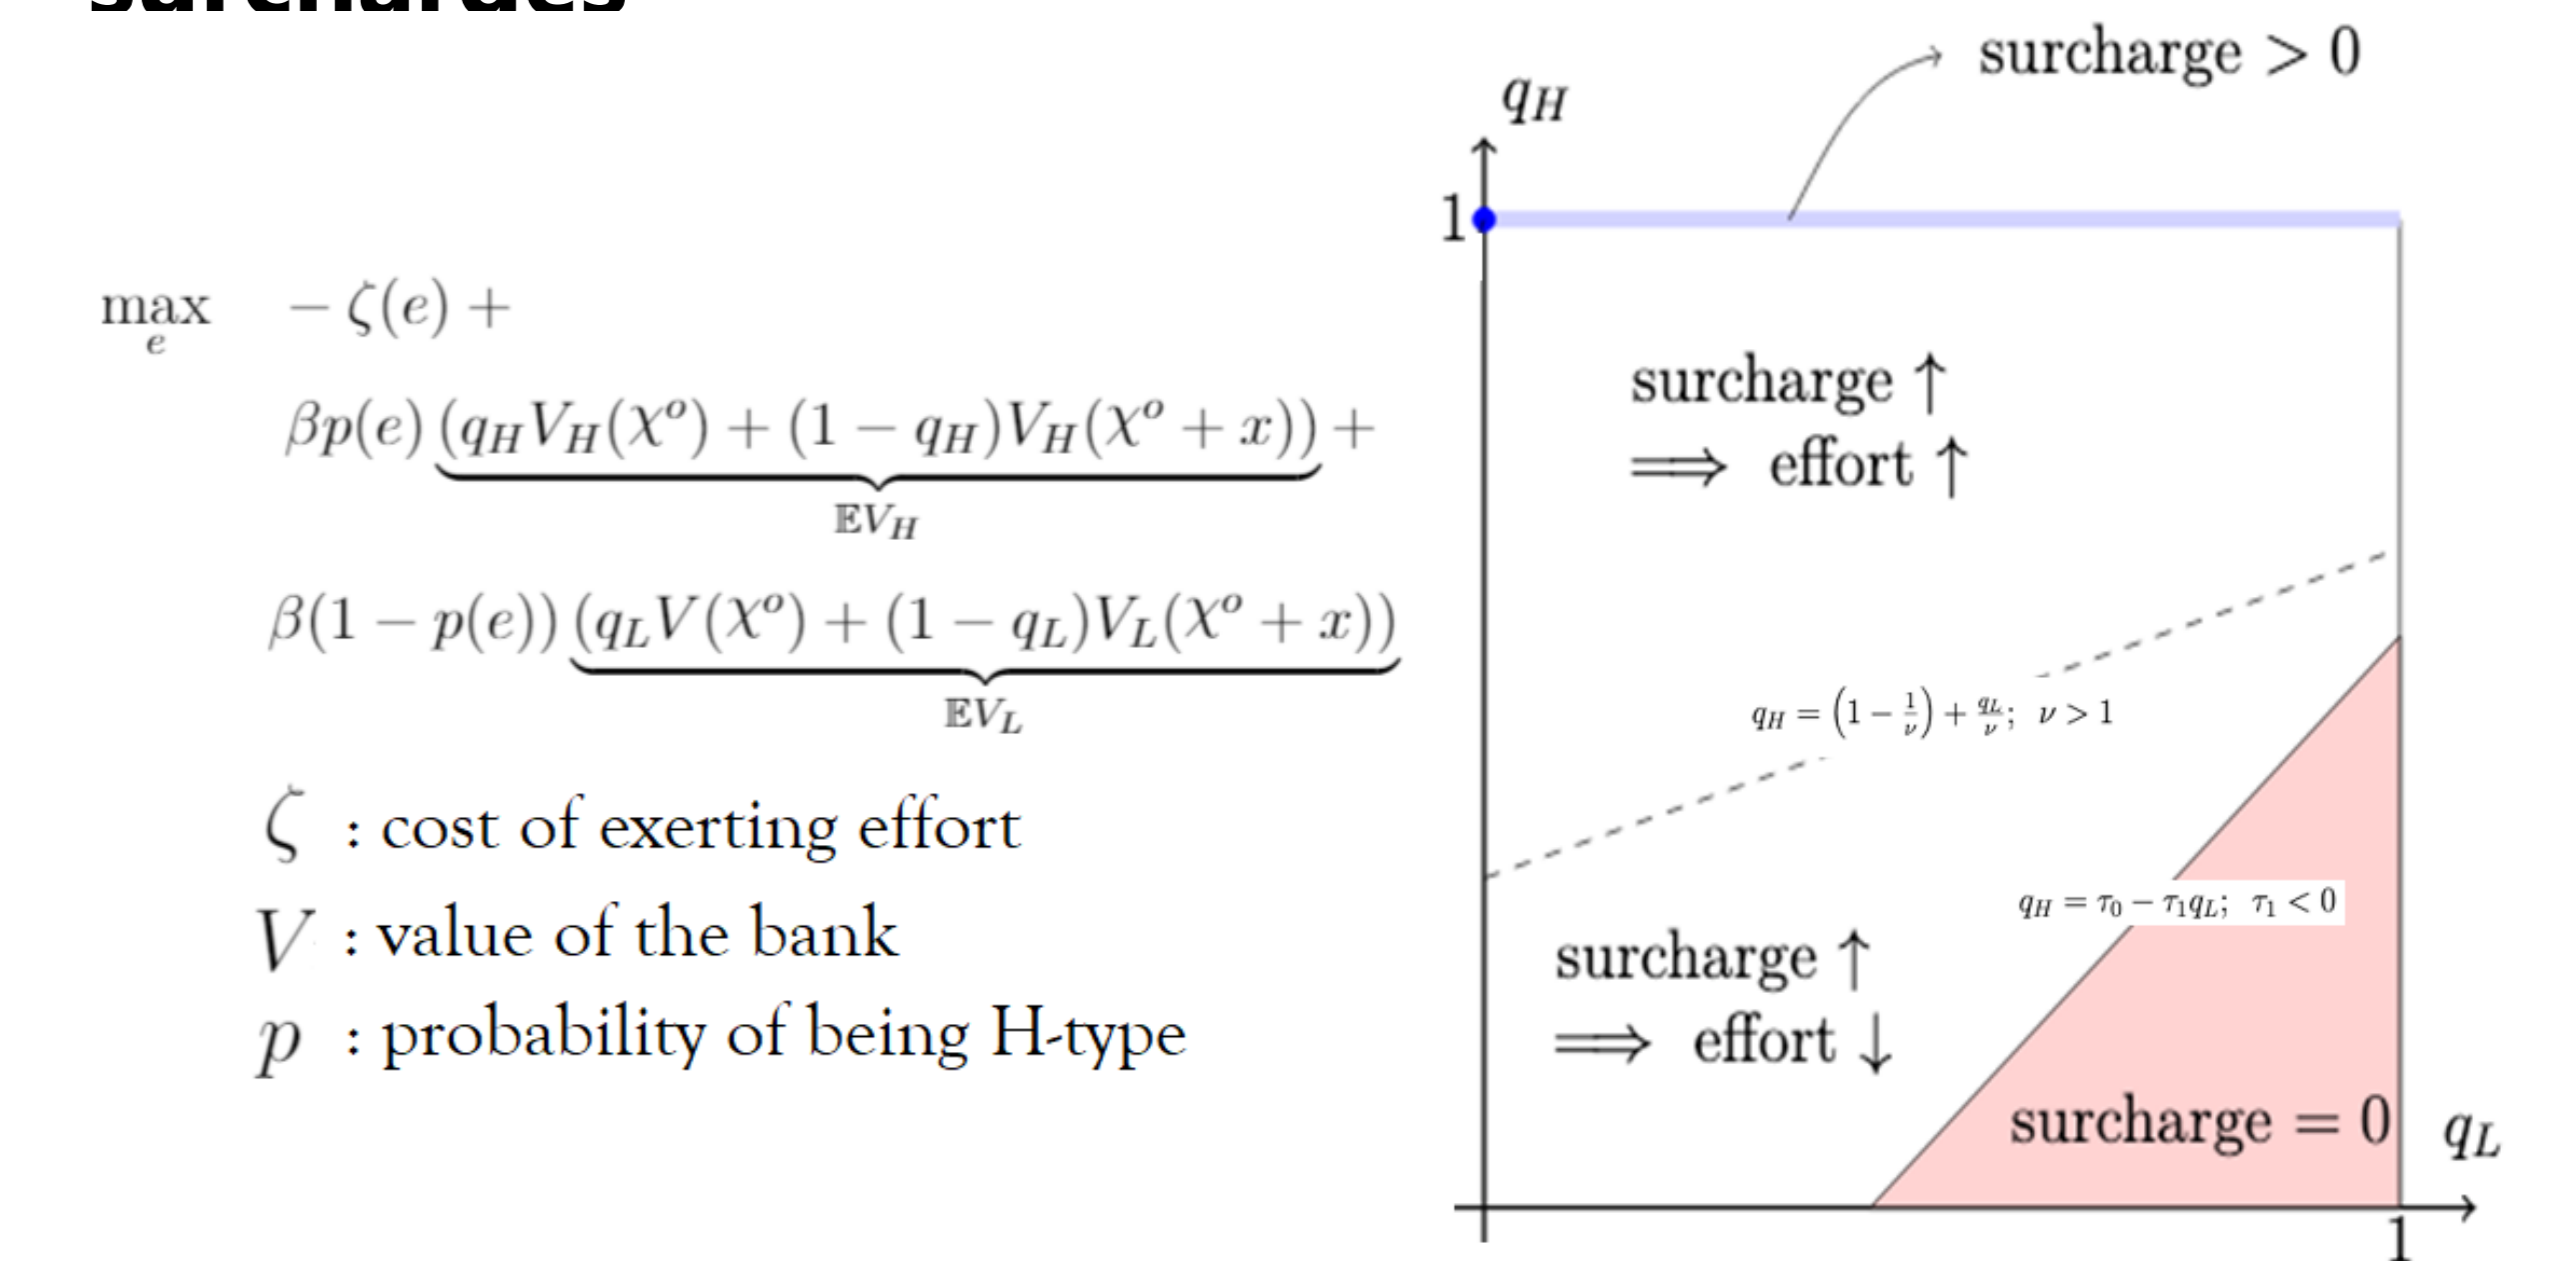 surcharges
max
e
− ζ(e) +
βp(e) (q_H V_H(χ^o) + (1 − q_H)V_H(χ^o + x)) +
𝔼V_H
β(1 − p(e)) (q_L V(χ^o) + (1 − q_L)V_L(χ^o + x))
𝔼V_L
ζ : cost of exerting effort
V : value of the bank
p : probability of being H-type
surcharge > 0
q_H
1
surcharge ↑
⟹ effort ↑
q_H = (1 − 1/ν) + q_L/ν; ν > 1
q_H = τ_0 − τ_1 q_L; τ_1 < 0
surcharge ↑
⟹ effort ↓
surcharge = 0
q_L
1